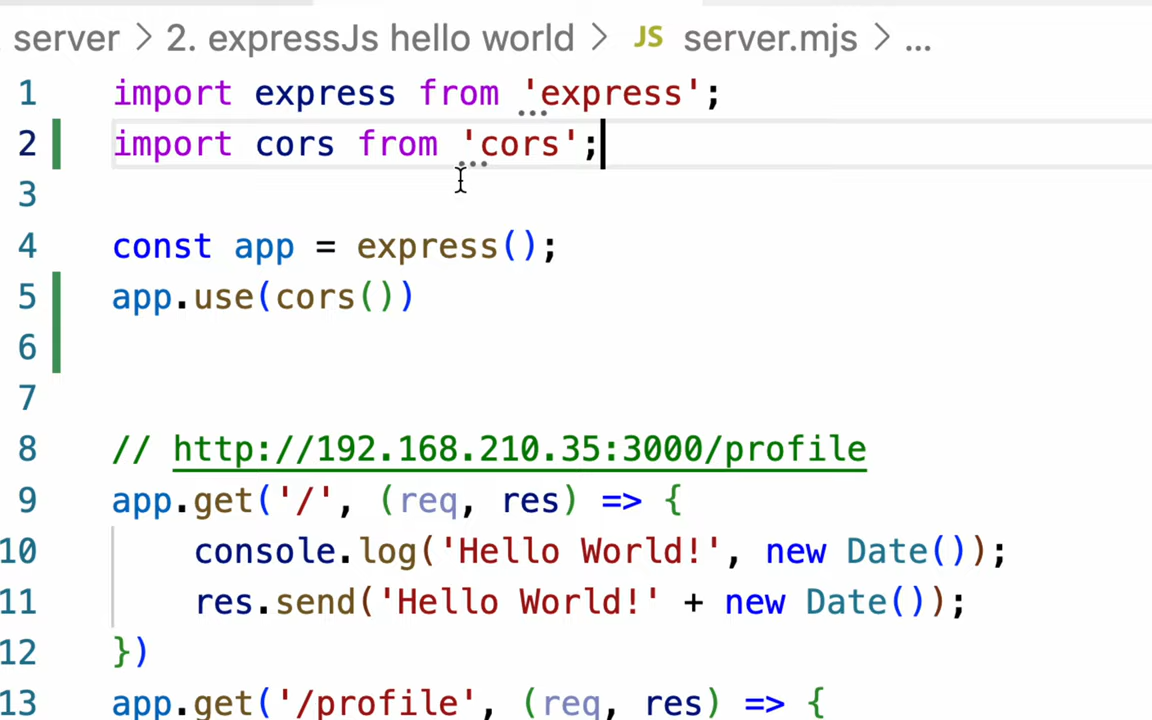 server > 2. expressJs hello world > JS server.mjs > ...
1 import express from 'express';
2 import cors from 'cors';
3
4 const app = express();
5 app.use(cors())
6
7
8 // http://192.168.210.35:3000/profile
9 app.get('/', (req, res) => {
10 console.log('Hello World!', new Date());
11 res.send('Hello World!' + new Date());
12 })
13 app.get('/profile', (req, res) => {